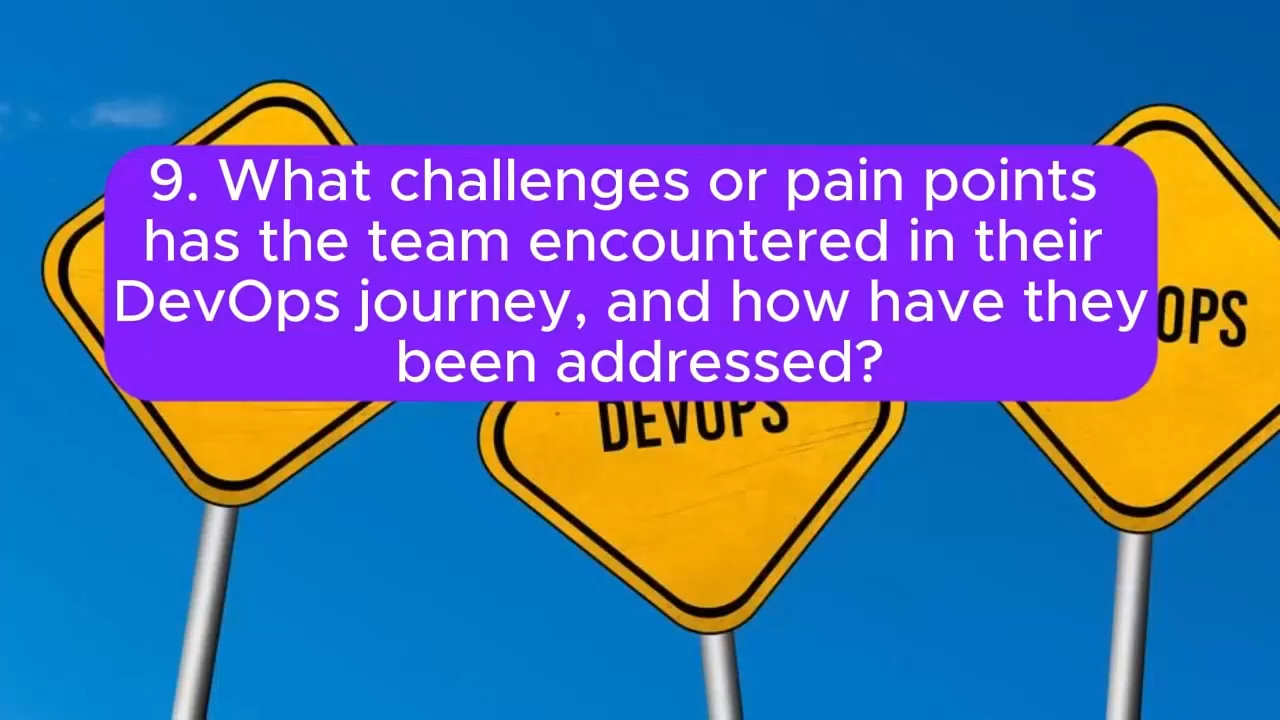 9. What challenges or pain points
has the team encountered in their
DevOps journey, and how have they
been addressed?
OPS
DEVOPS